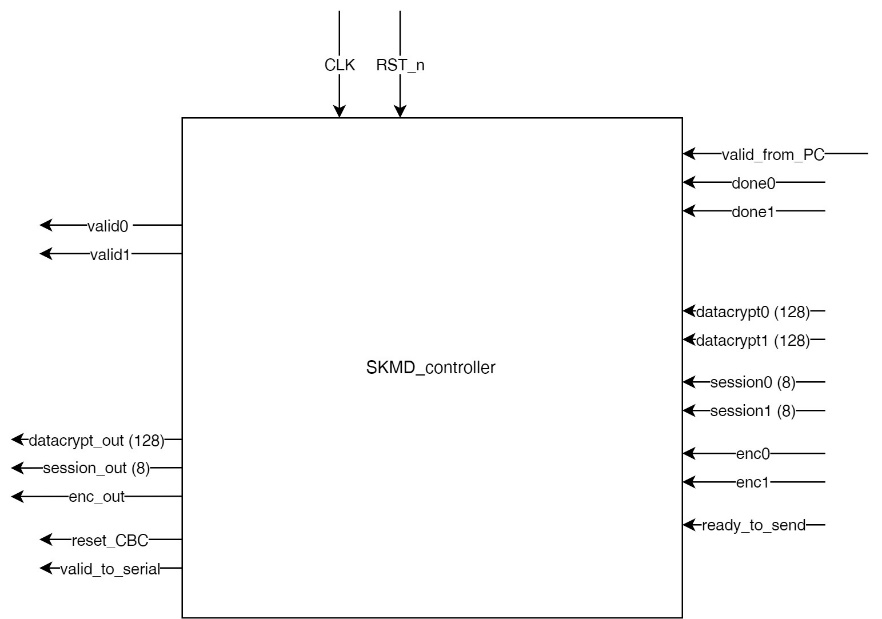 CLK
RST_n
valid_from_PC
done0
done1
valid0
valid1
datacrypt0 (128)
datacrypt1 (128)
SKMD_controller
session0 (8)
session1 (8)
datacrypt_out (128)
session_out (8)
enc_out
enc0
enc1
ready_to_send
reset_CBC
valid_to_serial